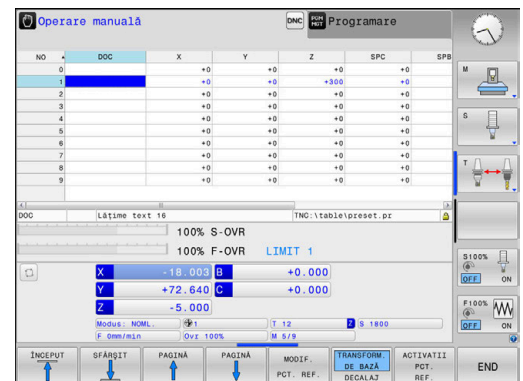 Operare manuală DNC PGM MGT Programare
NO DOC X Y Z SPC SPB
0 +0 +0 +0 +0
1 +0 +0 +300 +0
2 +0 +0 +0 +0
3 +0 +0 +0 +0
4 +0 +0 +0 +0
5 +0 +0 +0 +0
6 +0 +0 +0 +0
7 +0 +0 +0 +0
8 +0 +0 +0 +0
9 +0 +0 +0 +0
DOC Lăţime text 16 TNC:\table\preset.pr
100% S-OVR
100% F-OVR LIMIT 1
X -18.003 B +0.000
Y +72.640 C +0.000
Z -5.000
Modus: NOML. 1 T 12 Z S 1800
F 0mm/min Ovr 100% M 5/9
M
S
T
S100%
OFF ON
F100%
OFF ON
ÎNCEPUT SFÂRŞIT PAGINĂ PAGINĂ MODIF. PCT. REF. TRANSFORM. DE BAZĂ DECALAJ ACTIVATII PCT. REF. END